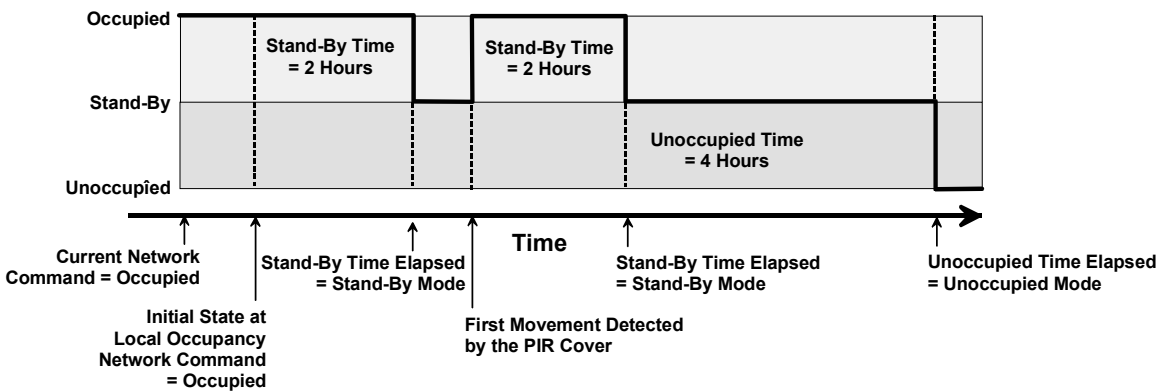 Occupied
Stand-By Time
= 2 Hours
Stand-By Time
= 2 Hours
Stand-By
Unoccupied Time
= 4 Hours
Unoccupîed
Time
Current Network
Command = Occupied
Initial State at
Local Occupancy
Network Command
= Occupied
Stand-By Time Elapsed
= Stand-By Mode
First Movement Detected
by the PIR Cover
Stand-By Time Elapsed
= Stand-By Mode
Unoccupied Time Elapsed
= Unoccupied Mode